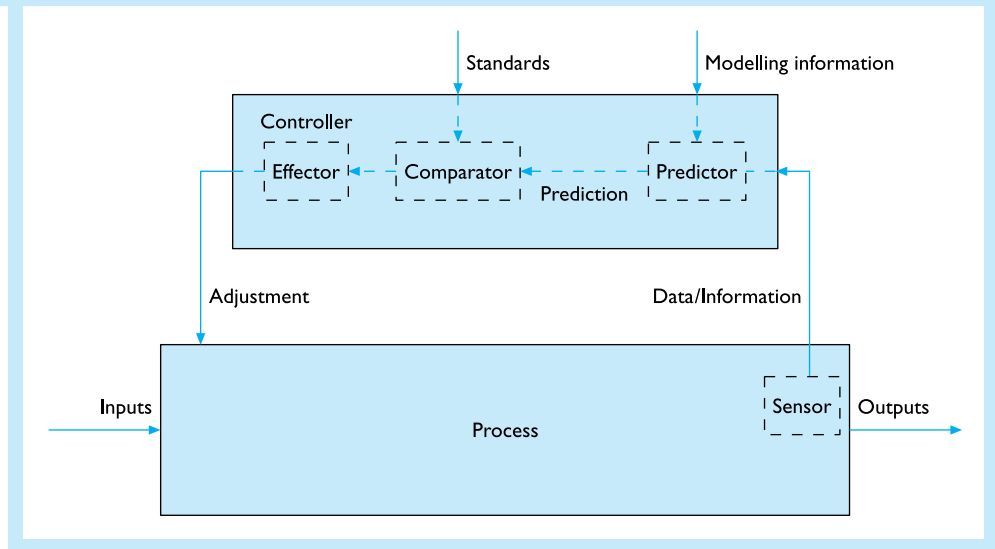 Standards
Modelling information
Controller
Effector
Comparator
Predictor
Prediction
Adjustment
Data/Information
Inputs
Process
Sensor
Outputs